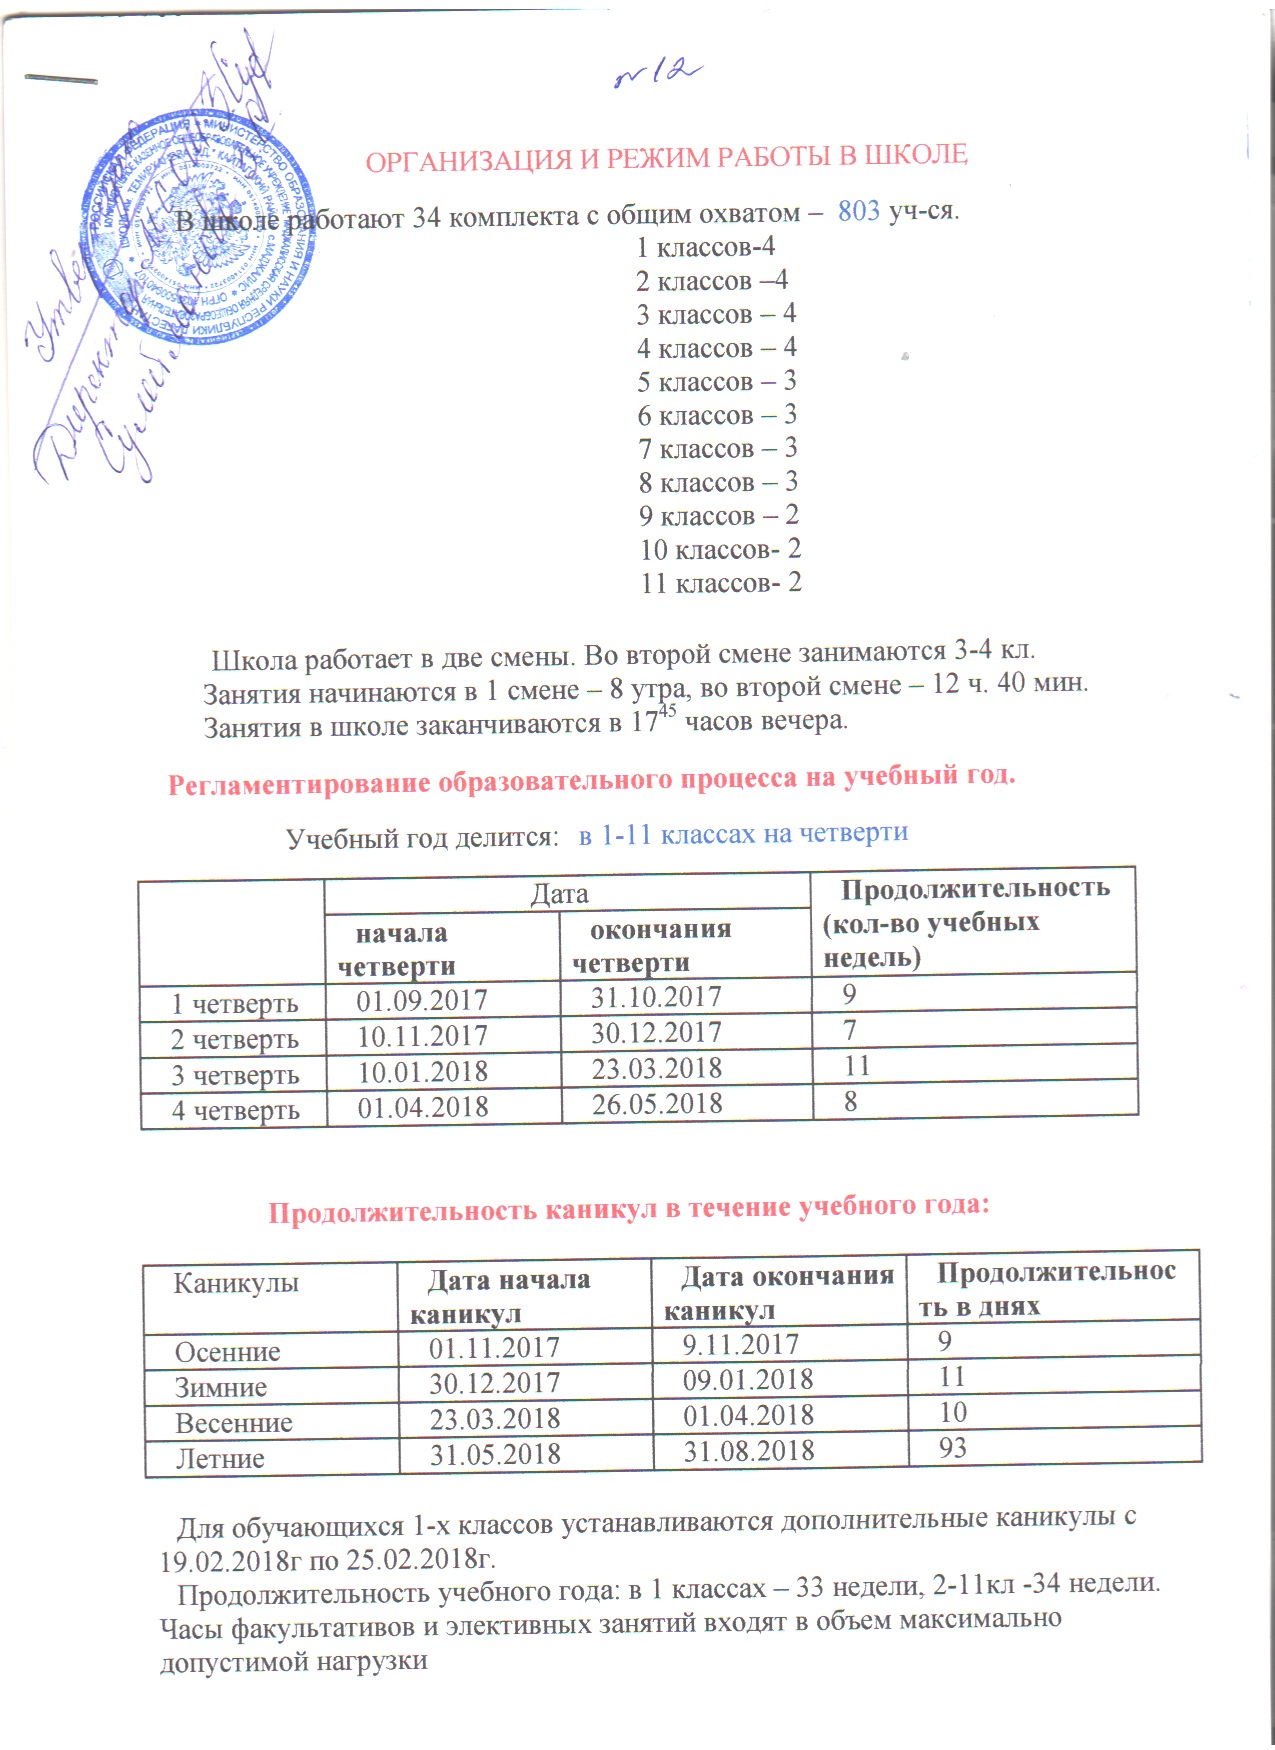 №12
ОРГАНИЗАЦИЯ И РЕЖИМ РАБОТЫ В ШКОЛЕ
В школе работают 34 комплекта с общим охватом – 803 уч-ся.
1 классов-4
2 классов –4
3 классов – 4
4 классов – 4
5 классов – 3
6 классов – 3
7 классов – 3
8 классов – 3
9 классов – 2
10 классов- 2
11 классов- 2
Школа работает в две смены. Во второй смене занимаются 3-4 кл.
Занятия начинаются в 1 смене – 8 утра, во второй смене – 12 ч. 40 мин.
Занятия в школе заканчиваются в 17⁴⁵ часов вечера.
Регламентирование образовательного процесса на учебный год.
Учебный год делится: в 1-11 классах на четверти
Дата Продолжительность
начала окончания (кол-во учебных
четверти четверти недель)
1 четверть 01.09.2017 31.10.2017 9
2 четверть 10.11.2017 30.12.2017 7
3 четверть 10.01.2018 23.03.2018 11
4 четверть 01.04.2018 26.05.2018 8
Продолжительность каникул в течение учебного года:
Каникулы Дата начала Дата окончания Продолжительнос
каникул каникул ть в днях
Осенние 01.11.2017 9.11.2017 9
Зимние 30.12.2017 09.01.2018 11
Весенние 23.03.2018 01.04.2018 10
Летние 31.05.2018 31.08.2018 93
Для обучающихся 1-х классов устанавливаются дополнительные каникулы с
19.02.2018г по 25.02.2018г.
Продолжительность учебного года: в 1 классах – 33 недели, 2-11кл -34 недели.
Часы факультативов и элективных занятий входят в объем максимально
допустимой нагрузки